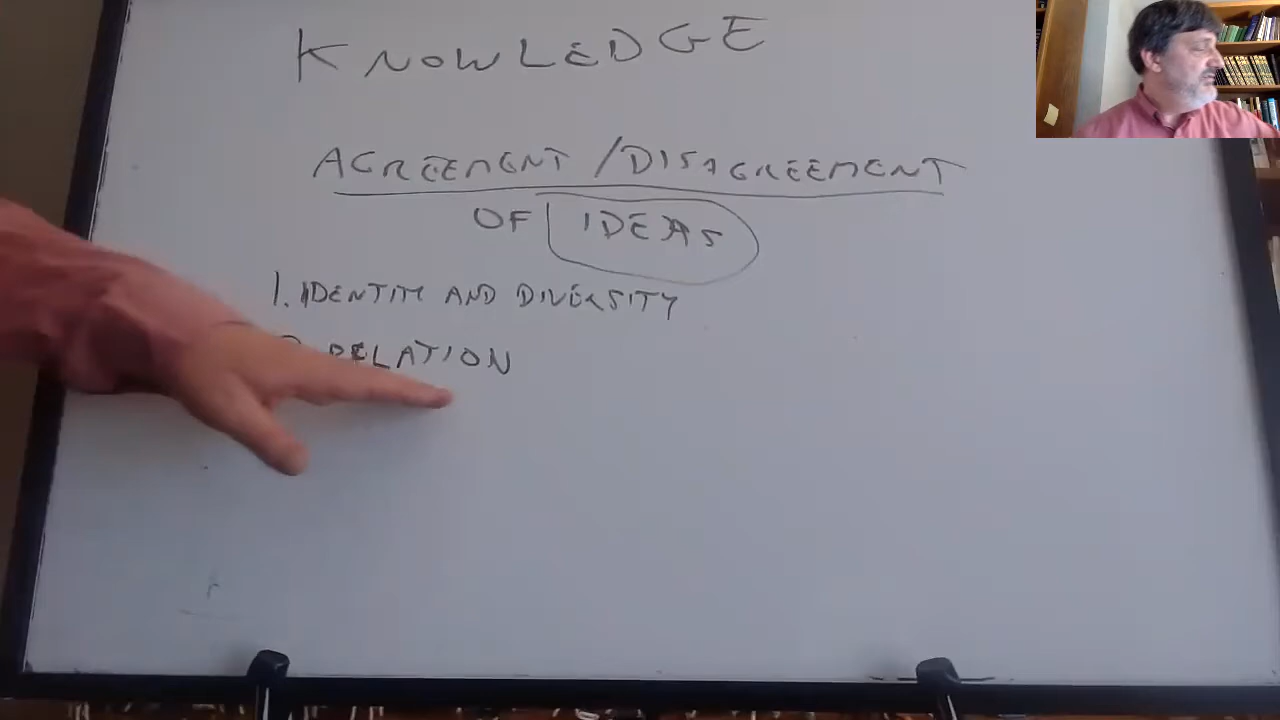 KNOWLEDGE
AGREEMENT / DISAGREEMENT
OF IDEAS
1. IDENTITY AND DIVERSITY
RELATION